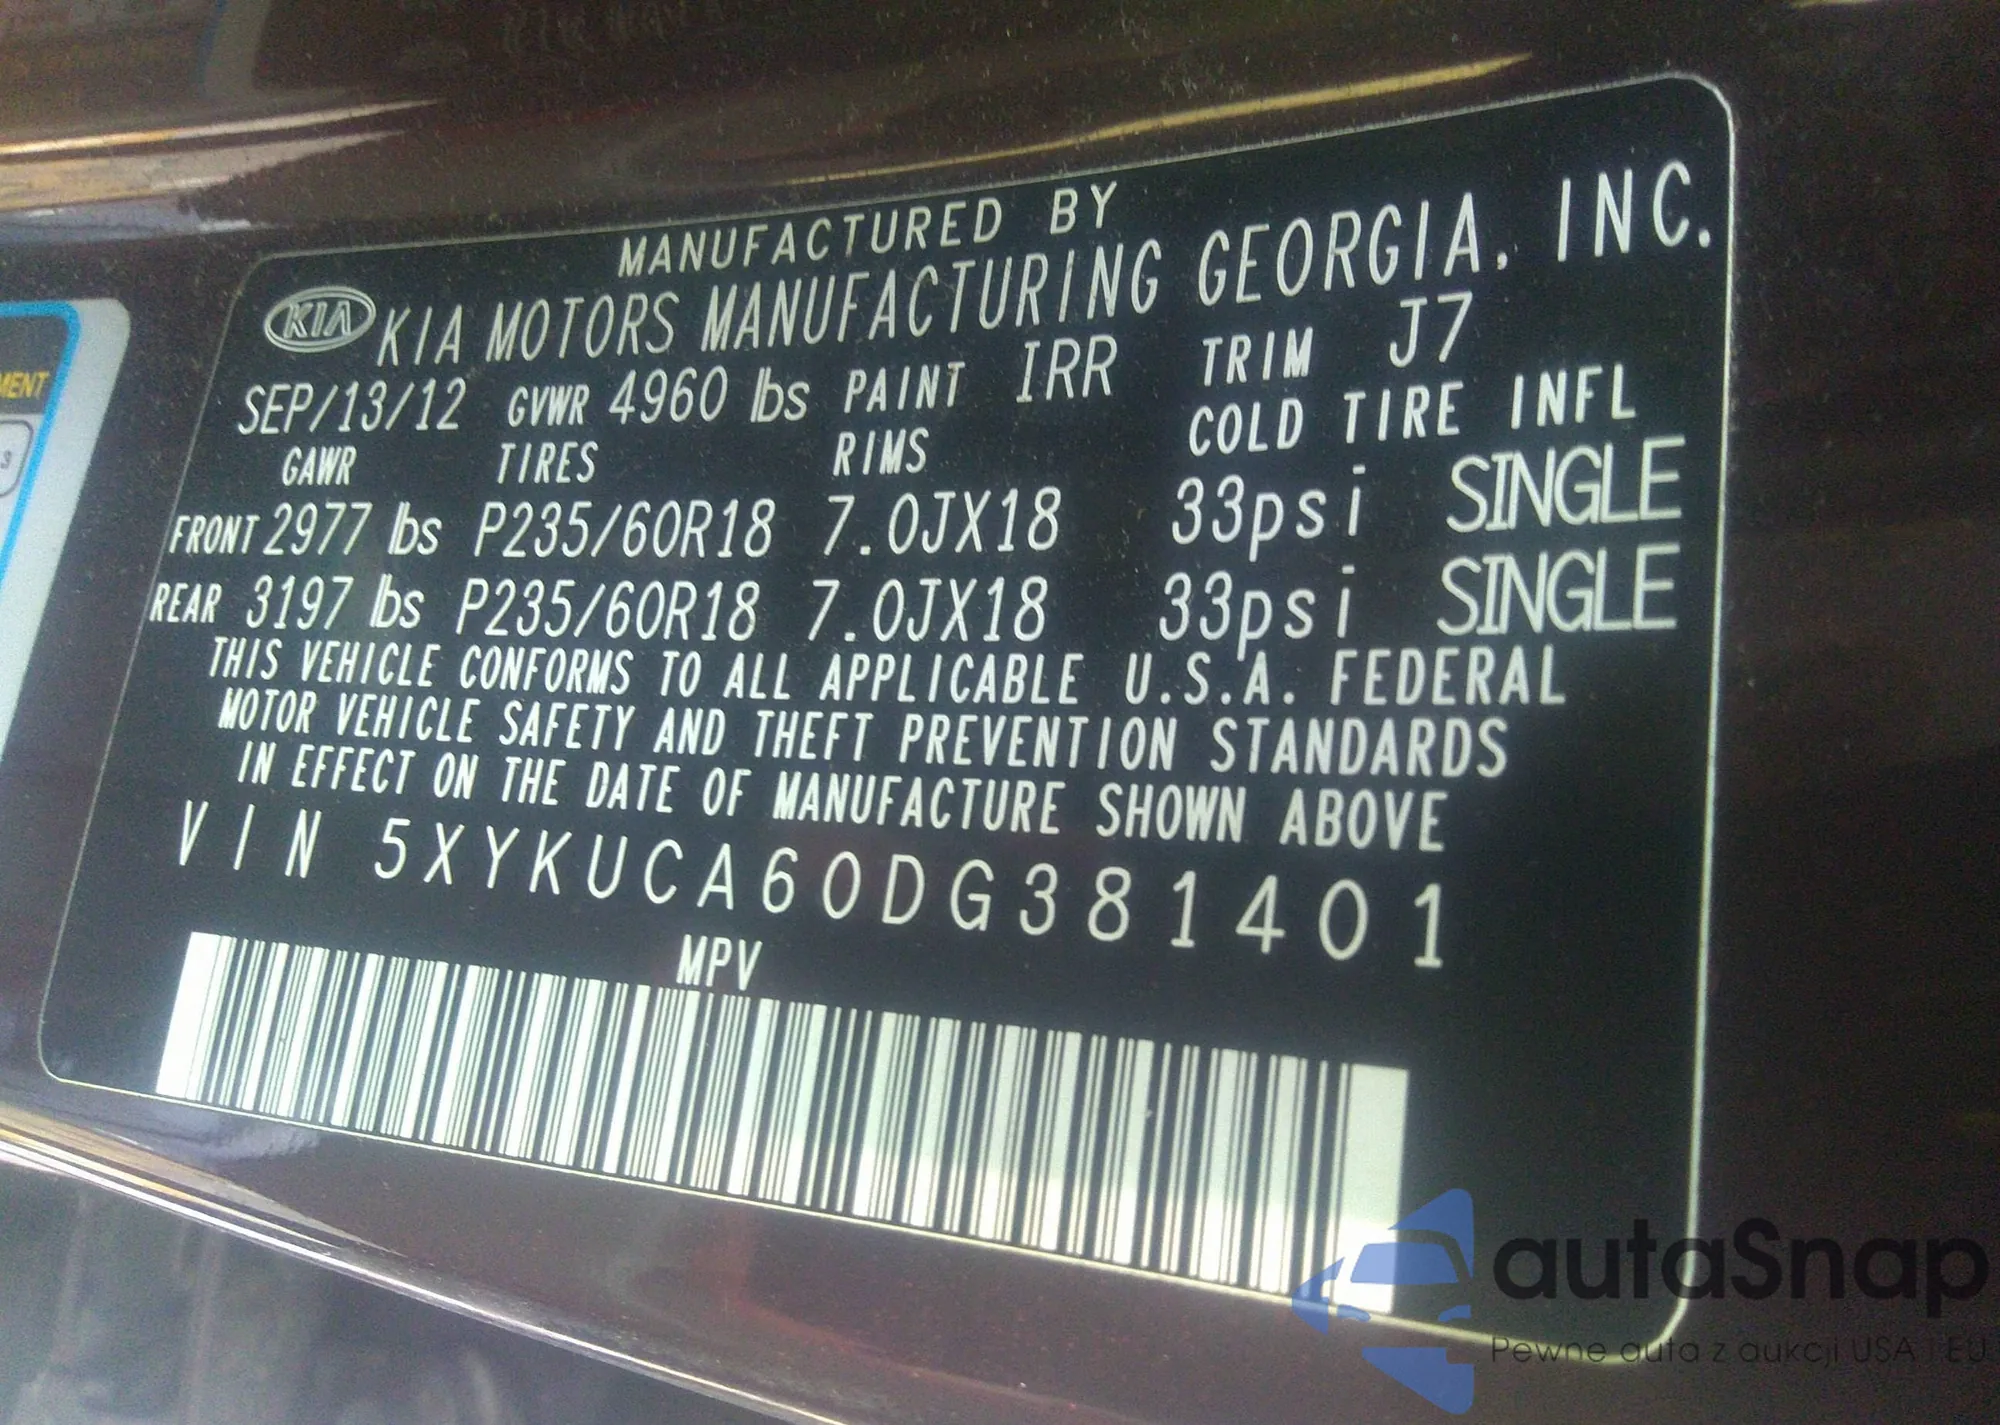 MENT
MANUFACTURED BY
KIA KIA MOTORS MANUFACTURING GEORGIA, INC.
SEP/13/12 GVWR 4960 lbs PAINT IRR TRIM J7
GAWR TIRES RIMS COLD TIRE INFL
FRONT 2977 lbs P235/60R18 7.0JX18 33psi SINGLE
REAR 3197 lbs P235/60R18 7.0JX18 33psi SINGLE
THIS VEHICLE CONFORMS TO ALL APPLICABLE U.S.A. FEDERAL
MOTOR VEHICLE SAFETY AND THEFT PREVENTION STANDARDS
IN EFFECT ON THE DATE OF MANUFACTURE SHOWN ABOVE
VIN 5XYKUCA60DG381401
MPV
autaSnap
Pewne auta z aukcji USA i EU